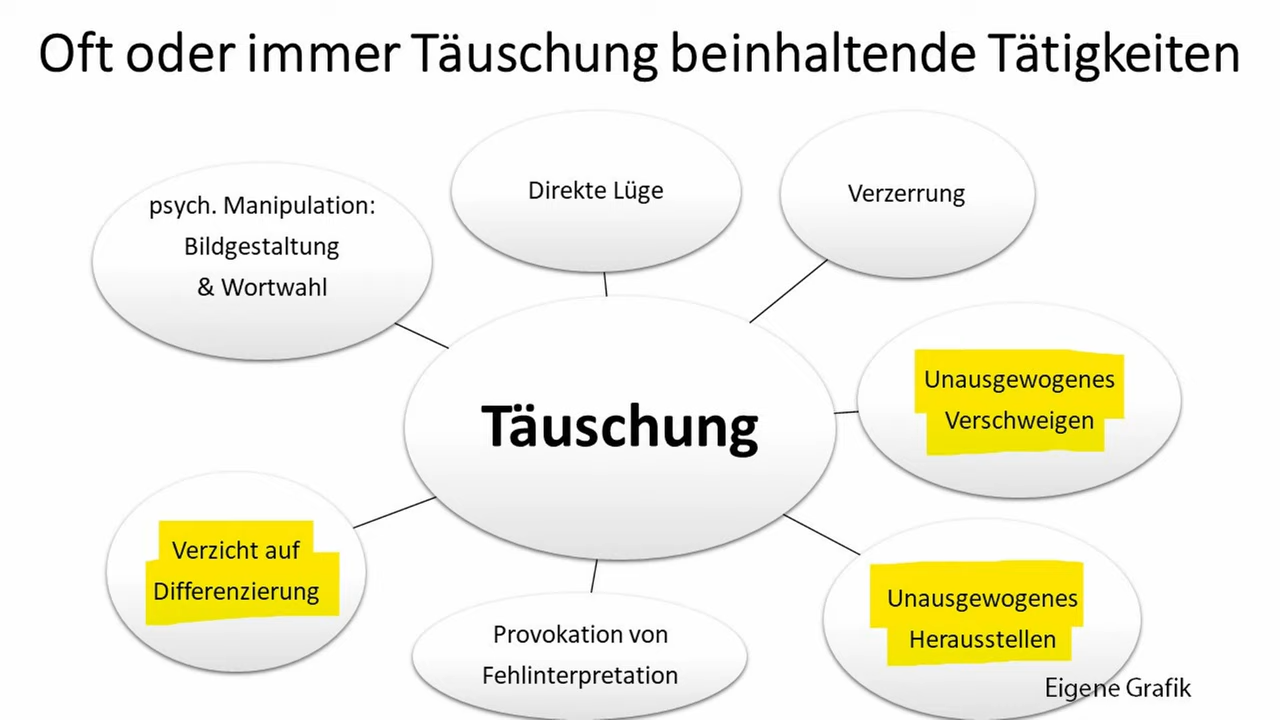 Oft oder immer Täuschung beinhaltende Tätigkeiten
psych. Manipulation:
Bildgestaltung
& Wortwahl
Direkte Lüge
Verzerrung
Täuschung
Unausgewogenes
Verschweigen
Verzicht auf
Differenzierung
Provokation von
Fehlinterpretation
Unausgewogenes
Herausstellen
Eigene Grafik